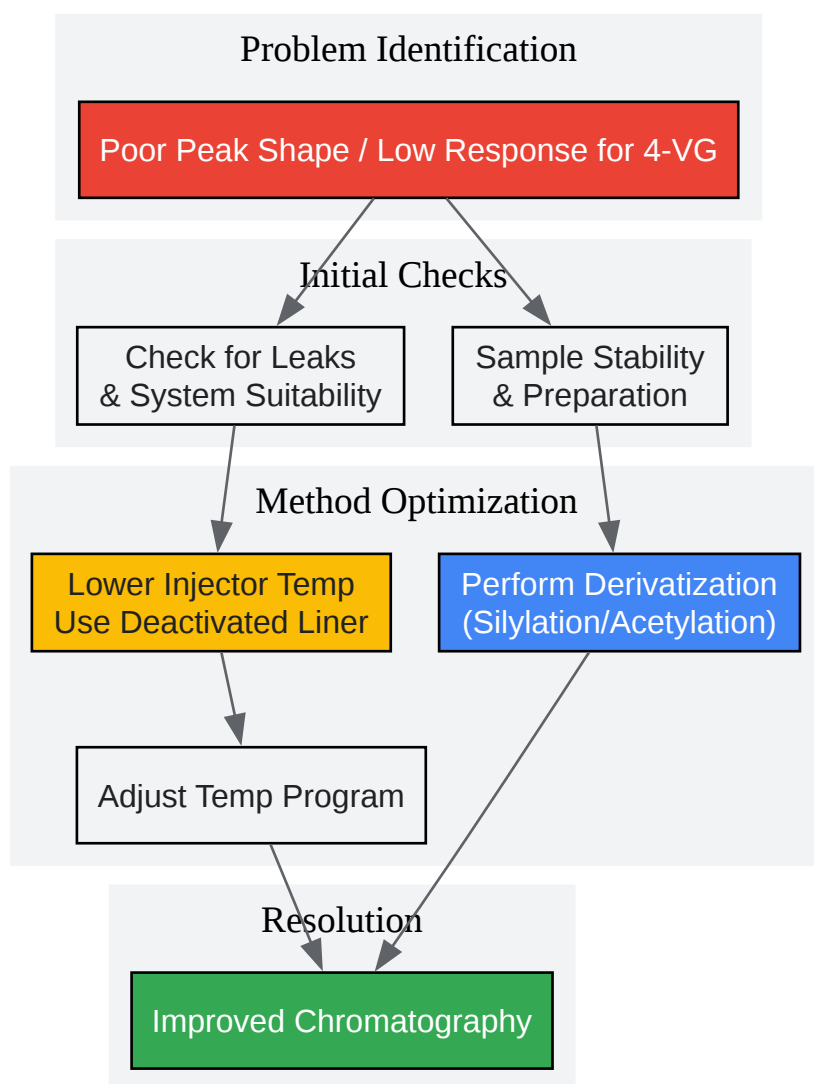 Problem Identification
Poor Peak Shape / Low Response for 4-VG
Initial Checks
Check for Leaks
& System Suitability
Sample Stability
& Preparation
Method Optimization
Lower Injector Temp
Use Deactivated Liner
Perform Derivatization
(Silylation/Acetylation)
Adjust Temp Program
Resolution
Improved Chromatography